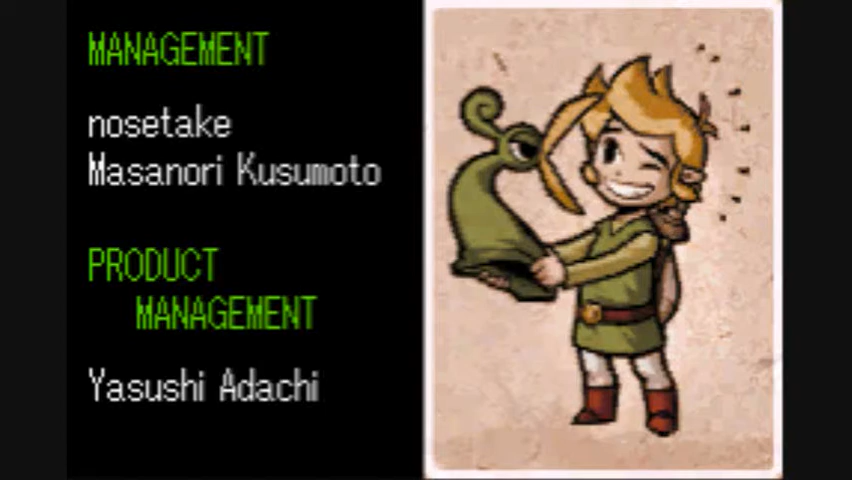 MANAGEMENT
nosetake
Masanori Kusumoto
PRODUCT
MANAGEMENT
Yasushi Adachi